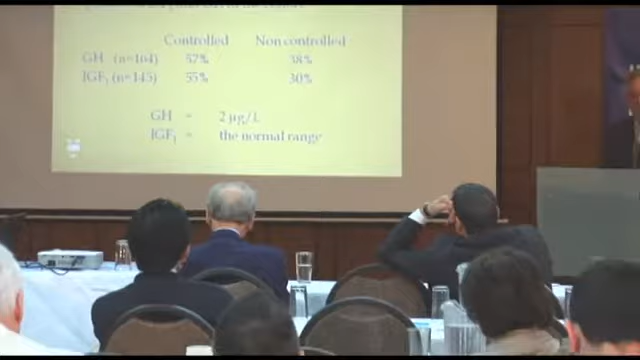 Controlled Non controlled
GH (n=164) 57% 38%
IGF₁ (n=145) 55% 30%
GH = 2 µg/L
IGF₁ = the normal range